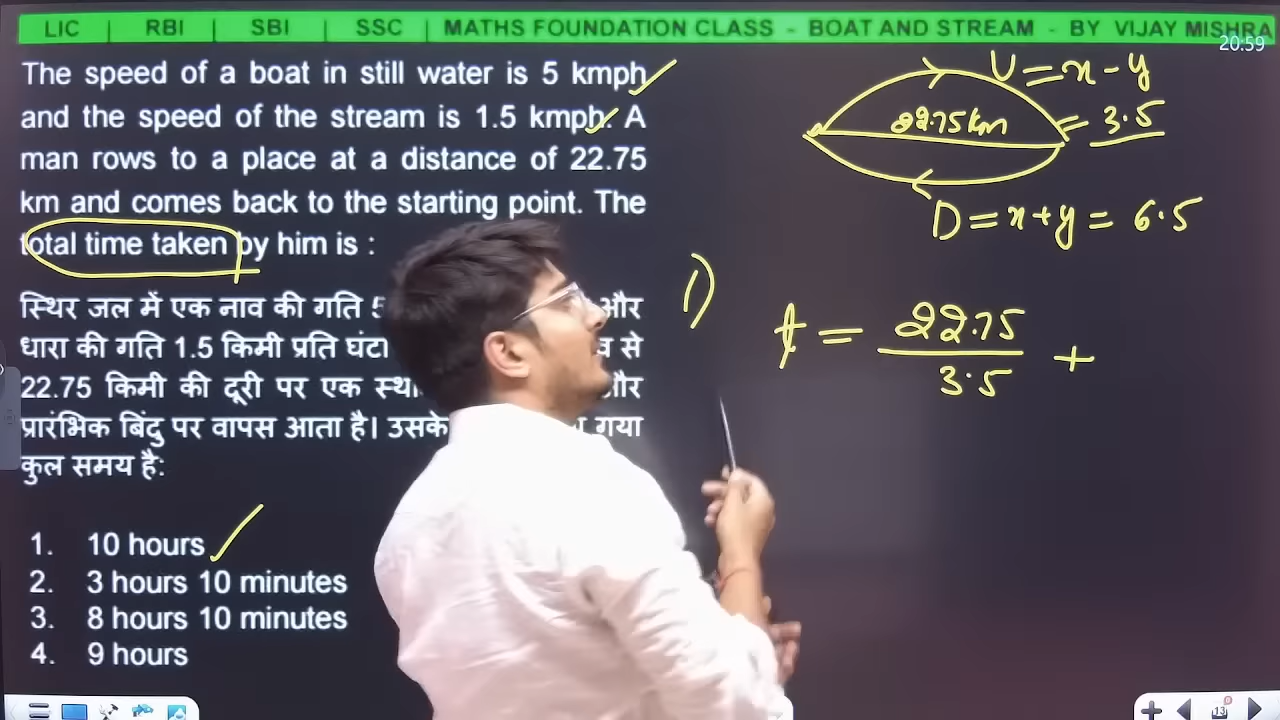 LIC | RBI | SBI | SSC | MATHS FOUNDATION CLASS - BOAT AND STREAM - BY VIJAY MISHRA
20:59
The speed of a boat in still water is 5 kmph
and the speed of the stream is 1.5 kmph. A
man rows to a place at a distance of 22.75
km and comes back to the starting point. The
total time taken by him is :
स्थिर जल में एक नाव की गति 5 और
धारा की गति 1.5 किमी प्रति घंटा से
22.75 किमी की दूरी पर एक और
प्रारंभिक बिंदु पर वापस आता है। उसके गया
कुल समय है:
1. 10 hours
2. 3 hours 10 minutes
3. 8 hours 10 minutes
4. 9 hours
U = x - y
22.75 km = 3.5
D = x + y = 6.5
1)
t = 22.75 / 3.5 +
13